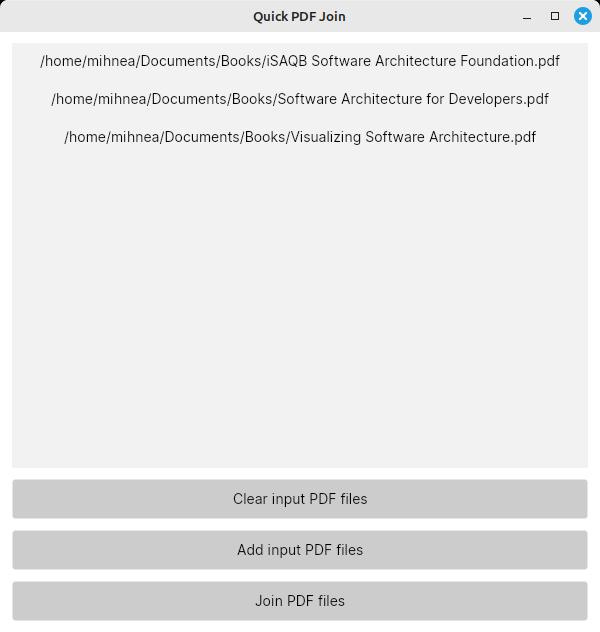 Quick PDF Join
/home/mihnea/Documents/Books/iSAQB Software Architecture Foundation.pdf
/home/mihnea/Documents/Books/Software Architecture for Developers.pdf
/home/mihnea/Documents/Books/Visualizing Software Architecture.pdf
Clear input PDF files
Add input PDF files
Join PDF files